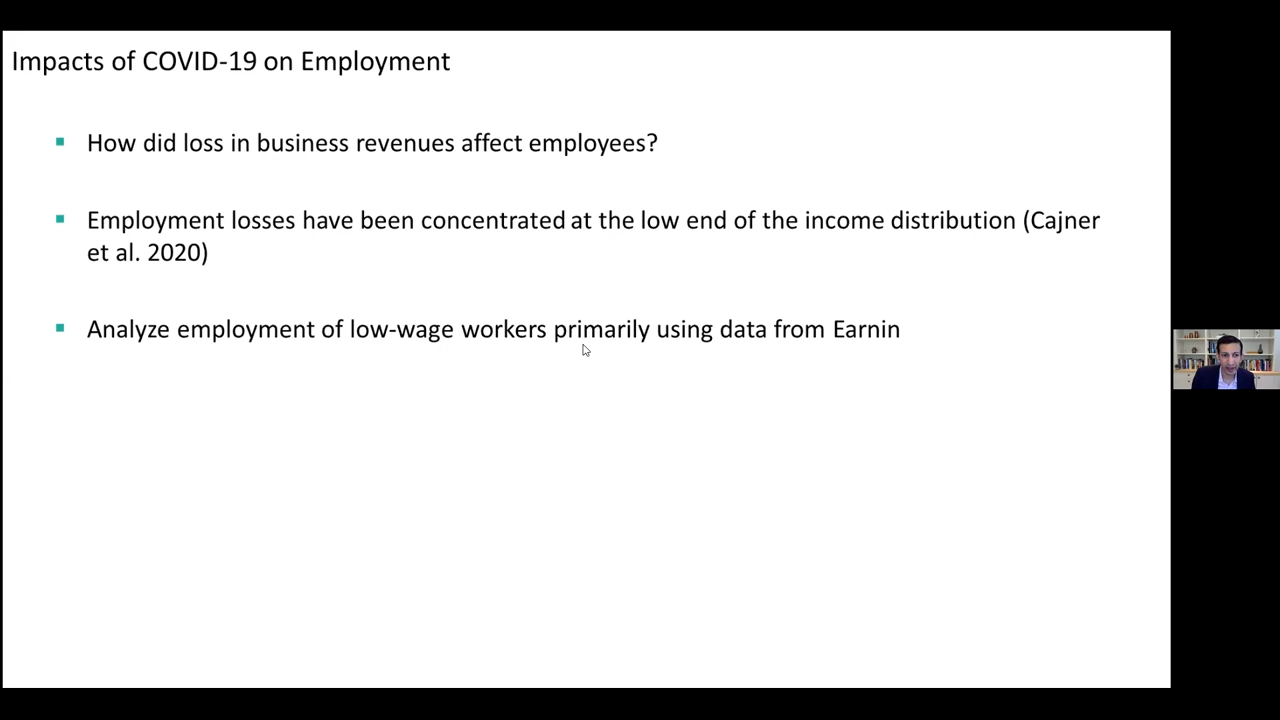 Impacts of COVID-19 on Employment
How did loss in business revenues affect employees?
Employment losses have been concentrated at the low end of the income distribution (Cajner
et al. 2020)
Analyze employment of low-wage workers primarily using data from Earnin